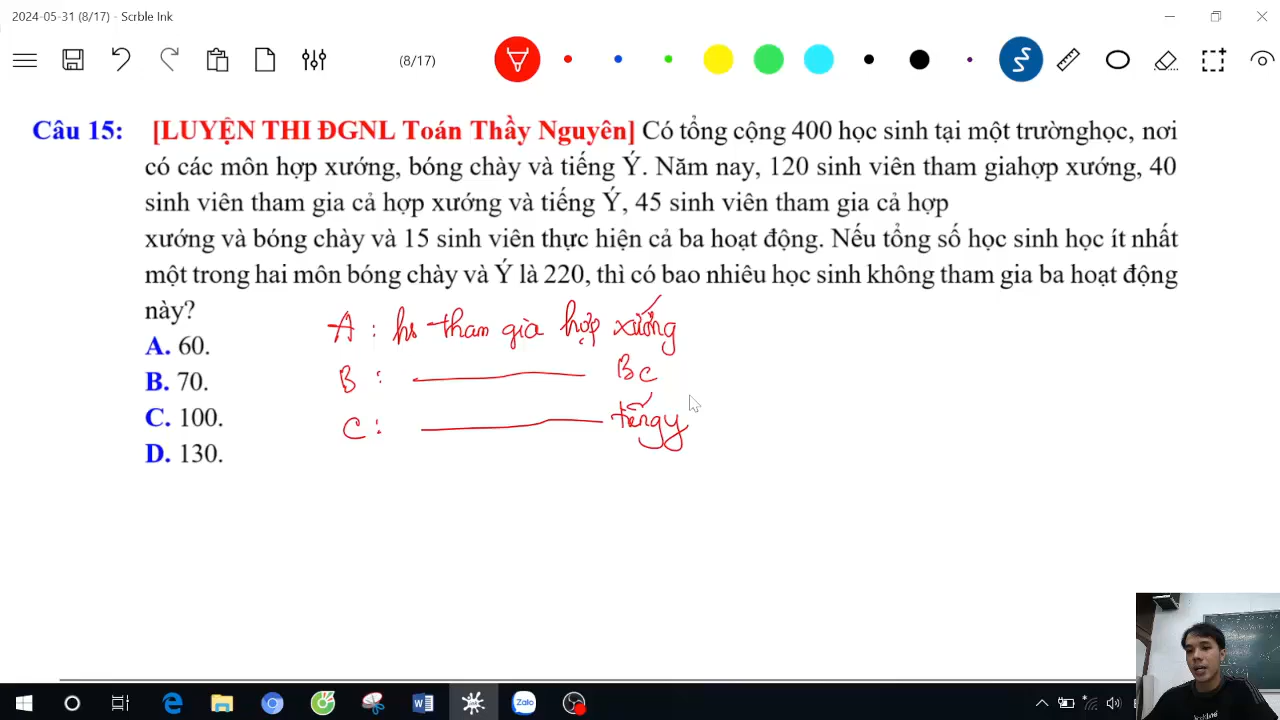 2024-05-31 (8/17) - Scrble Ink
(8/17)
Câu 15: [LUYỆN THI ĐGNL Toán Thầy Nguyên] Có tổng cộng 400 học sinh tại một trườnghọc, nơi
có các môn hợp xướng, bóng chày và tiếng Ý. Năm nay, 120 sinh viên tham giahợp xướng, 40
sinh viên tham gia cả hợp xướng và tiếng Ý, 45 sinh viên tham gia cả hợp
xướng và bóng chày và 15 sinh viên thực hiện cả ba hoạt động. Nếu tổng số học sinh học ít nhất
một trong hai môn bóng chày và Ý là 220, thì có bao nhiêu học sinh không tham gia ba hoạt động
này?
A : hs tham gia hợp xướng
A. 60.
B : BC
B. 70.
C. 100.
C : tiếng y
D. 130.
Zalo